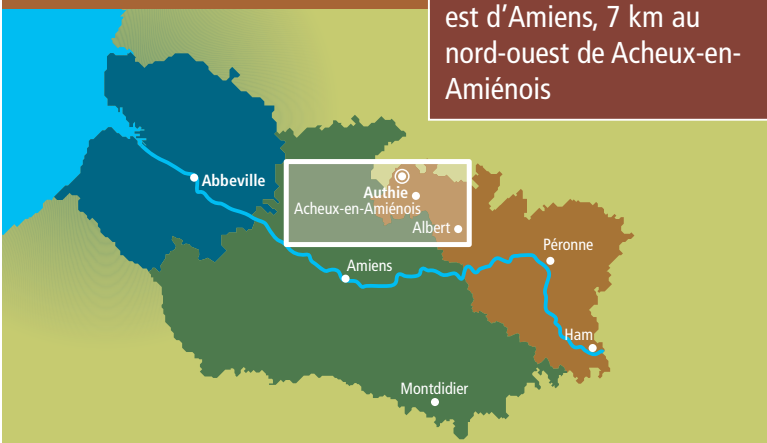 est d’Amiens, 7 km au
nord-ouest de Acheux-en-
Amiénois
Abbeville
Authie
Acheux-en-Amiénois
Albert
Péronne
Amiens
Ham
Montdidier